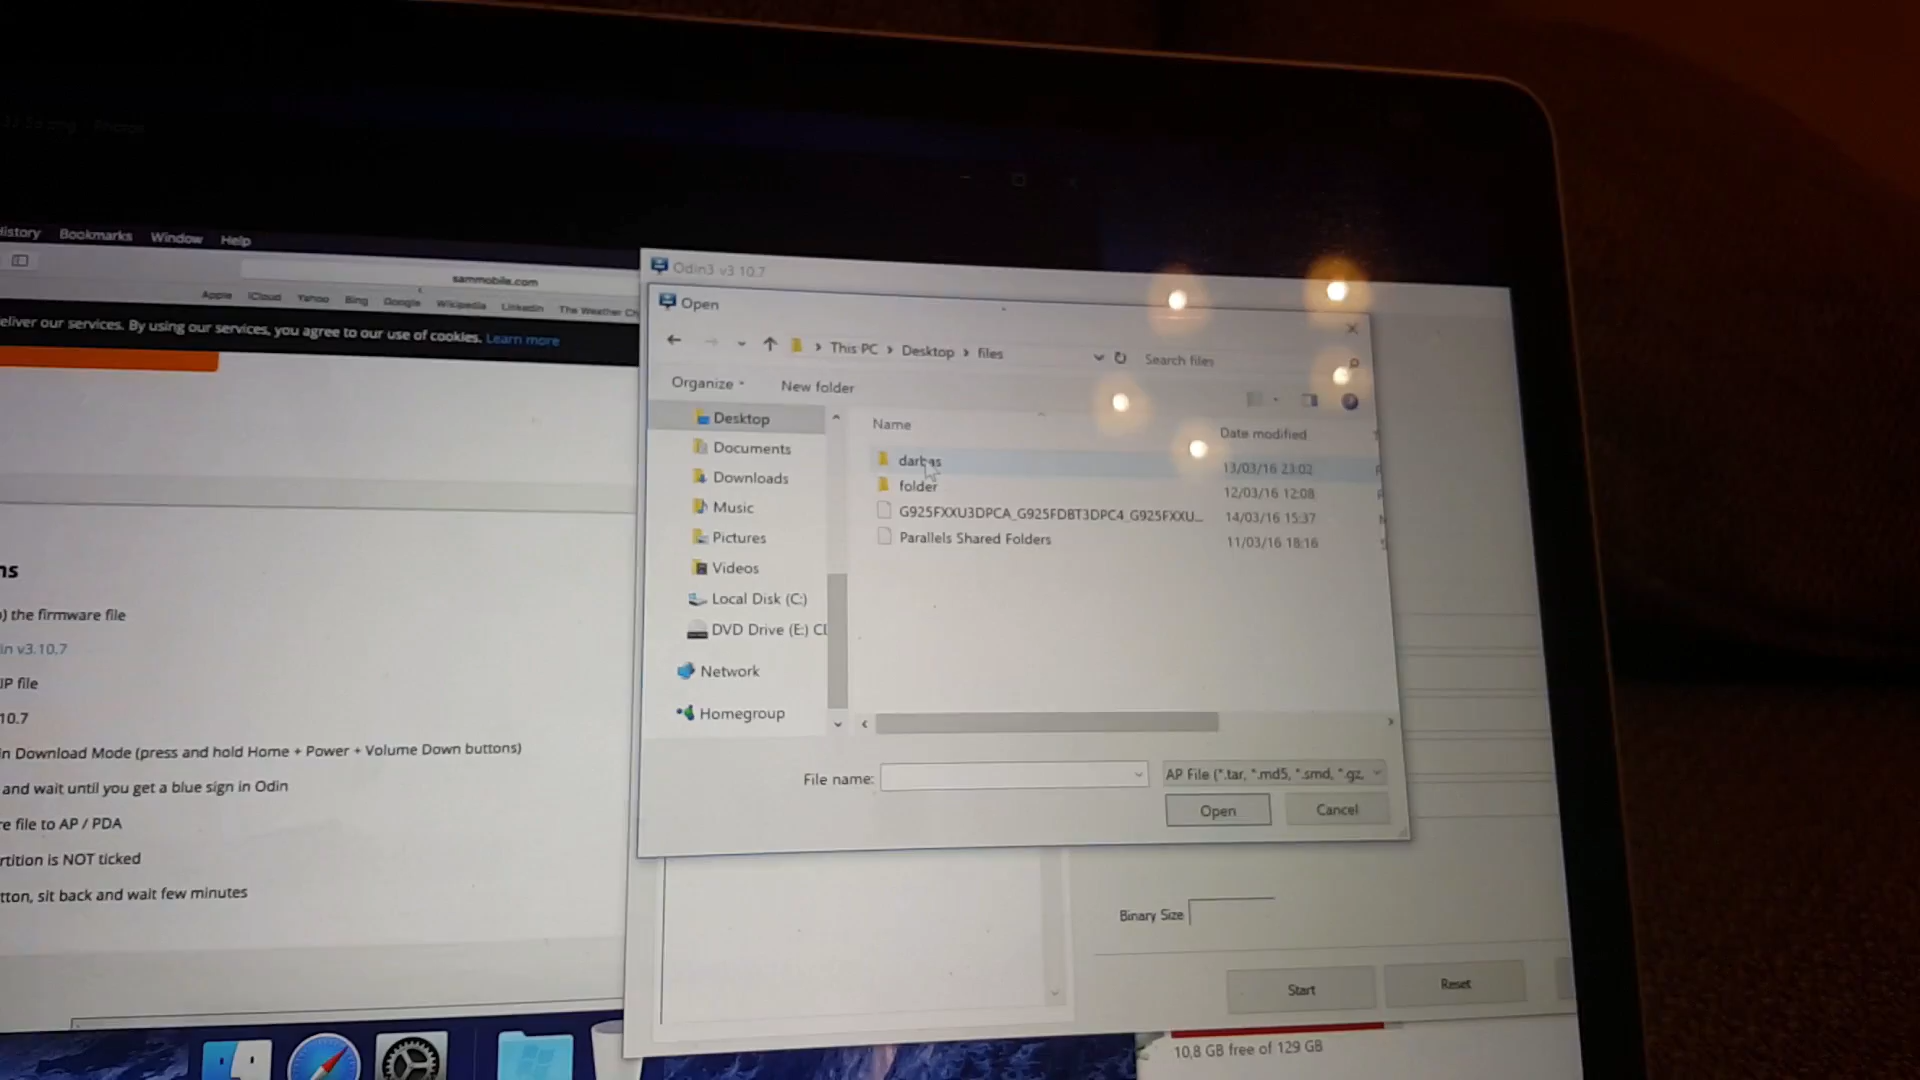 History Bookmarks Window Help
sammobile.com
Apple iCloud Yahoo Bing Google Wikipedia LinkedIn The Weather Ch
eliver our services. By using our services, you agree to our use of cookies. Learn more
ns
) the firmware file
in v3.10.7
IP file
10.7
in Download Mode (press and hold Home + Power + Volume Down buttons)
and wait until you get a blue sign in Odin
re file to AP / PDA
rtition is NOT ticked
tton, sit back and wait few minutes
Odin3 v3.10.7
Open
This PC > Desktop > files
Search files
Organize
New folder
Desktop
Documents
Downloads
Music
Pictures
Videos
Local Disk (C:)
DVD Drive (E:) CL
Network
Homegroup
Name
Date modified
darbas
13/03/16 23:02
folder
12/03/16 12:08
G925FXXU3DPCA_G925FDBT3DPC4_G925FXXU...
14/03/16 15:37
Parallels Shared Folders
11/03/16 18:16
File name:
AP File (*.tar, *.md5, *.smd, *.gz,
Open
Cancel
Binary Size
Start
Reset
10,8 GB free of 129 GB